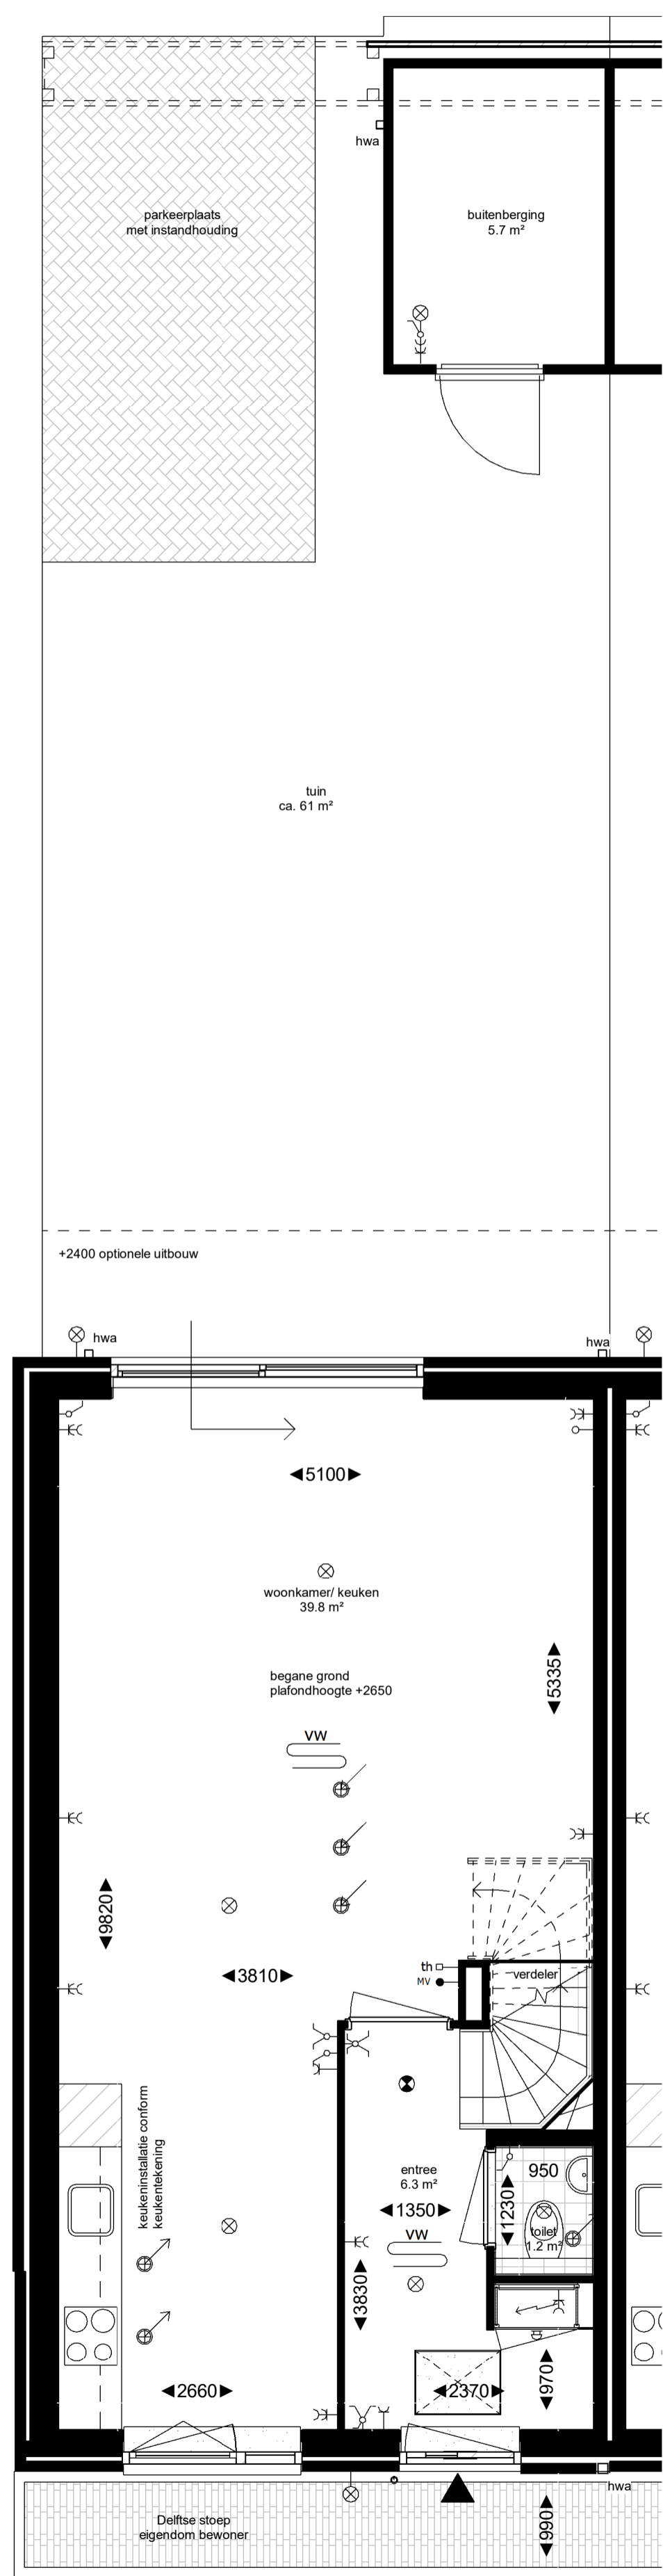 hwa
parkeerplaats
met instandhouding
buitenberging
5.7 m²
tuin
ca. 61 m²
+2400 optionele uitbouw
hwa
hwa
5100
woonkamer/ keuken
39.8 m²
5335
begane grond
plafondhoogte +2650
VW
9820
3810
th
MV
verdeler
keukeninstallatie conform
keukentekening
entree
6.3 m²
1350
VW
950
1230
toilet
1.2 m²
3830
2660
2370
970
hwa
Delftse stoep
eigendom bewoner
990